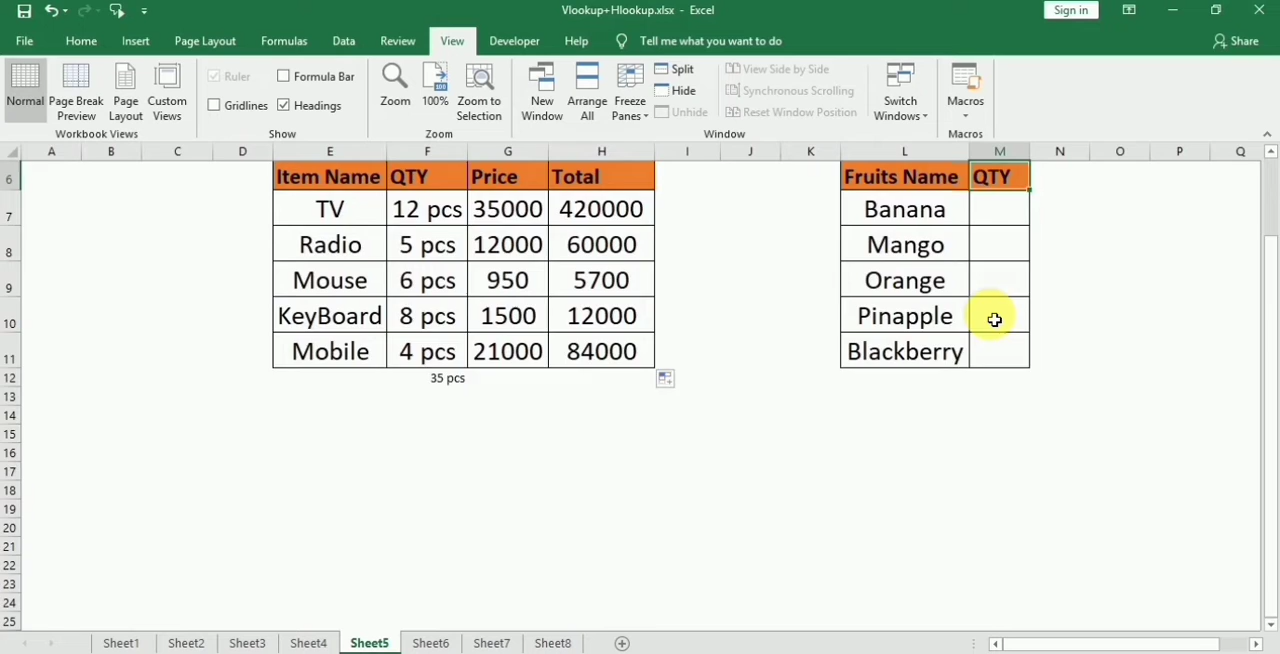 Vlookup+Hlookup.xlsx - Excel
Sign in
File Home Insert Page Layout Formulas Data Review View Developer Help Tell me what you want to do Share
Normal Page Break Preview Page Layout Custom Views
Workbook Views
Ruler Formula Bar
Gridlines Headings
Show
Zoom 100% Zoom to Selection
Zoom
New Window Arrange All Freeze Panes
Split
Hide
Unhide
View Side by Side
Synchronous Scrolling
Reset Window Position
Switch Windows
Window
Macros
Macros
A B C D E F G H I J K L M N O P Q
6 Item Name QTY Price Total Fruits Name QTY
7 TV 12 pcs 35000 420000 Banana
8 Radio 5 pcs 12000 60000 Mango
9 Mouse 6 pcs 950 5700 Orange
10 KeyBoard 8 pcs 1500 12000 Pinapple
11 Mobile 4 pcs 21000 84000 Blackberry
12 35 pcs
13
14
15
16
17
18
19
20
21
22
23
24
25
Sheet1 Sheet2 Sheet3 Sheet4 Sheet5 Sheet6 Sheet7 Sheet8